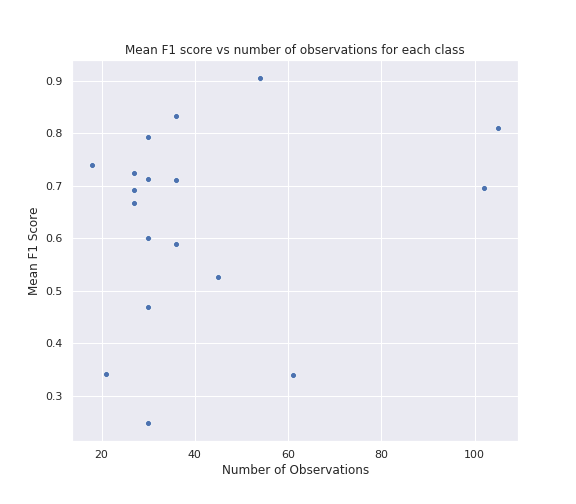 Mean F1 score vs number of observations for each class
0.9
0.8
0.7
0.6
0.5
0.4
0.3
Mean F1 Score
20 40 60 80 100
Number of Observations